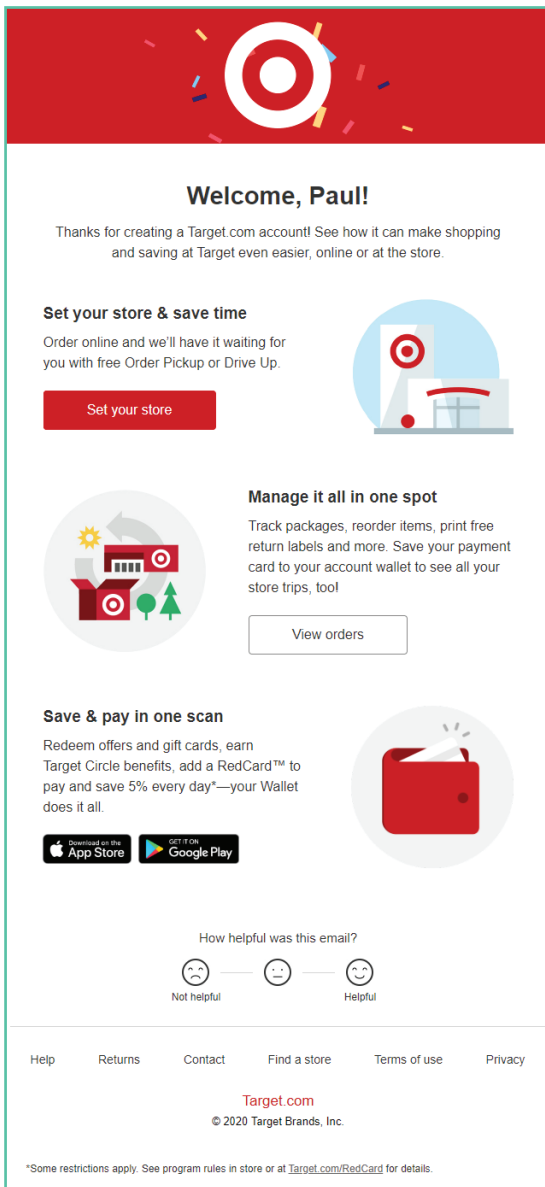 Welcome, Paul!
Thanks for creating a Target.com account! See how it can make shopping
and saving at Target even easier, online or at the store.
Set your store & save time
Order online and we'll have it waiting for
you with free Order Pickup or Drive Up.
Set your store
Manage it all in one spot
Track packages, reorder items, print free
return labels and more. Save your payment
card to your account wallet to see all your
store trips, too!
View orders
Save & pay in one scan
Redeem offers and gift cards, earn
Target Circle benefits, add a RedCard™ to
pay and save 5% every day*—your Wallet
does it all.
Download on the
App Store
GET IT ON
Google Play
How helpful was this email?
Not helpful
Helpful
Help Returns Contact Find a store Terms of use Privacy
Target.com
© 2020 Target Brands, Inc.
*Some restrictions apply. See program rules in store or at Target.com/RedCard for details.